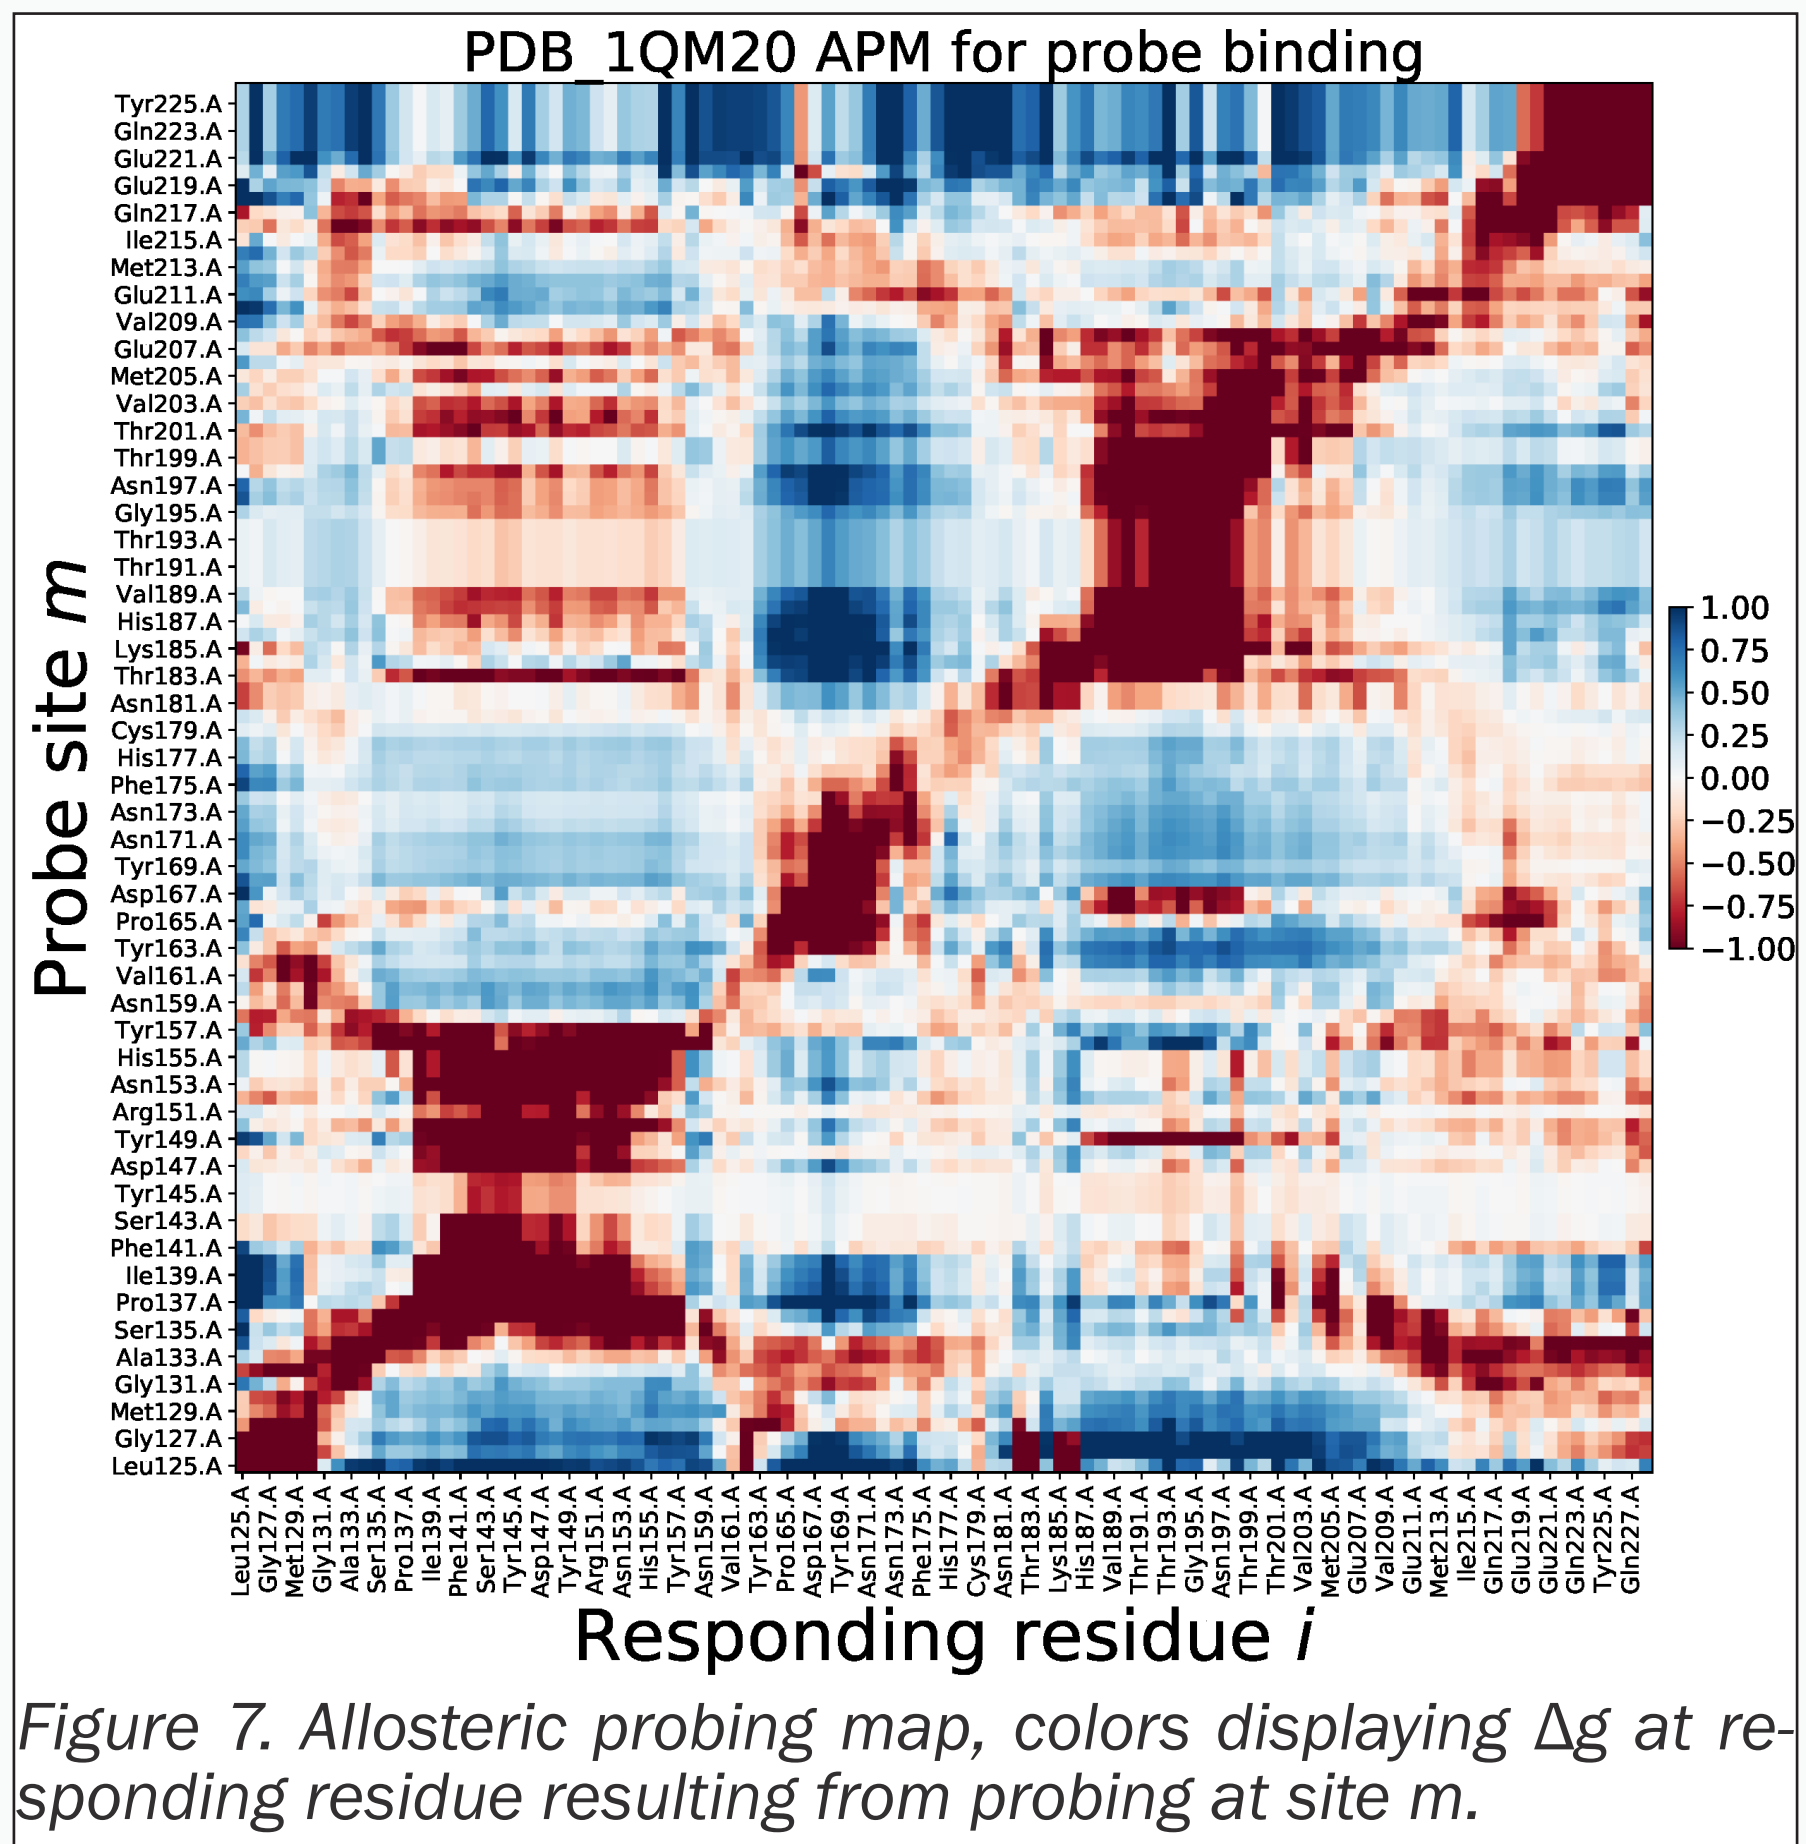 PDB_1QM20 APM for probe binding
Tyr225.A
Gln223.A
Glu221.A
Glu219.A
Gln217.A
Ile215.A
Met213.A
Glu211.A
Val209.A
Glu207.A
Met205.A
Val203.A
Thr201.A
Thr199.A
Asn197.A
Gly195.A
Thr193.A
Thr191.A
Val189.A
His187.A
Lys185.A
Thr183.A
Asn181.A
Cys179.A
His177.A
Phe175.A
Asn173.A
Asn171.A
Tyr169.A
Asp167.A
Pro165.A
Tyr163.A
Val161.A
Asn159.A
Tyr157.A
His155.A
Asn153.A
Arg151.A
Tyr149.A
Asp147.A
Tyr145.A
Ser143.A
Phe141.A
Ile139.A
Pro137.A
Ser135.A
Ala133.A
Gly131.A
Met129.A
Gly127.A
Leu125.A
Probe site m
1.00
0.75
0.50
0.25
0.00
−0.25
−0.50
−0.75
−1.00
Leu125.A
Gly127.A
Met129.A
Gly131.A
Ala133.A
Ser135.A
Pro137.A
Ile139.A
Phe141.A
Ser143.A
Tyr145.A
Asp147.A
Tyr149.A
Arg151.A
Asn153.A
His155.A
Tyr157.A
Asn159.A
Val161.A
Tyr163.A
Pro165.A
Asp167.A
Tyr169.A
Asn171.A
Asn173.A
Phe175.A
His177.A
Cys179.A
Asn181.A
Thr183.A
Lys185.A
His187.A
Val189.A
Thr191.A
Thr193.A
Gly195.A
Asn197.A
Thr199.A
Thr201.A
Val203.A
Met205.A
Glu207.A
Val209.A
Glu211.A
Met213.A
Ile215.A
Gln217.A
Glu219.A
Glu221.A
Gln223.A
Tyr225.A
Gln227.A
Responding residue i
Figure 7. Allosteric probing map, colors displaying Δg at re-
sponding residue resulting from probing at site m.